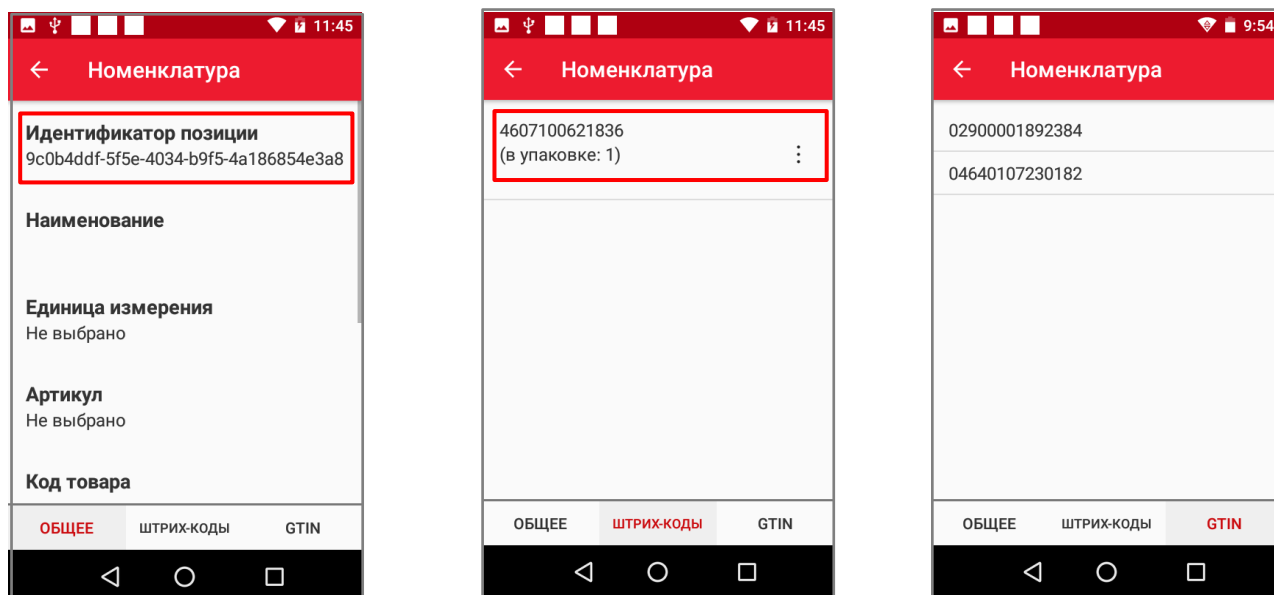 11:45
Номенклатура
Идентификатор позиции
9c0b4ddf-5f5e-4034-b9f5-4a186854e3a8
Наименование
Единица измерения
Не выбрано
Артикул
Не выбрано
Код товара
ОБЩЕЕ ШТРИХ-КОДЫ GTIN
11:45
Номенклатура
4607100621836
(в упаковке: 1)
ОБЩЕЕ ШТРИХ-КОДЫ GTIN
9:54
Номенклатура
02900001892384
04640107230182
ОБЩЕЕ ШТРИХ-КОДЫ GTIN